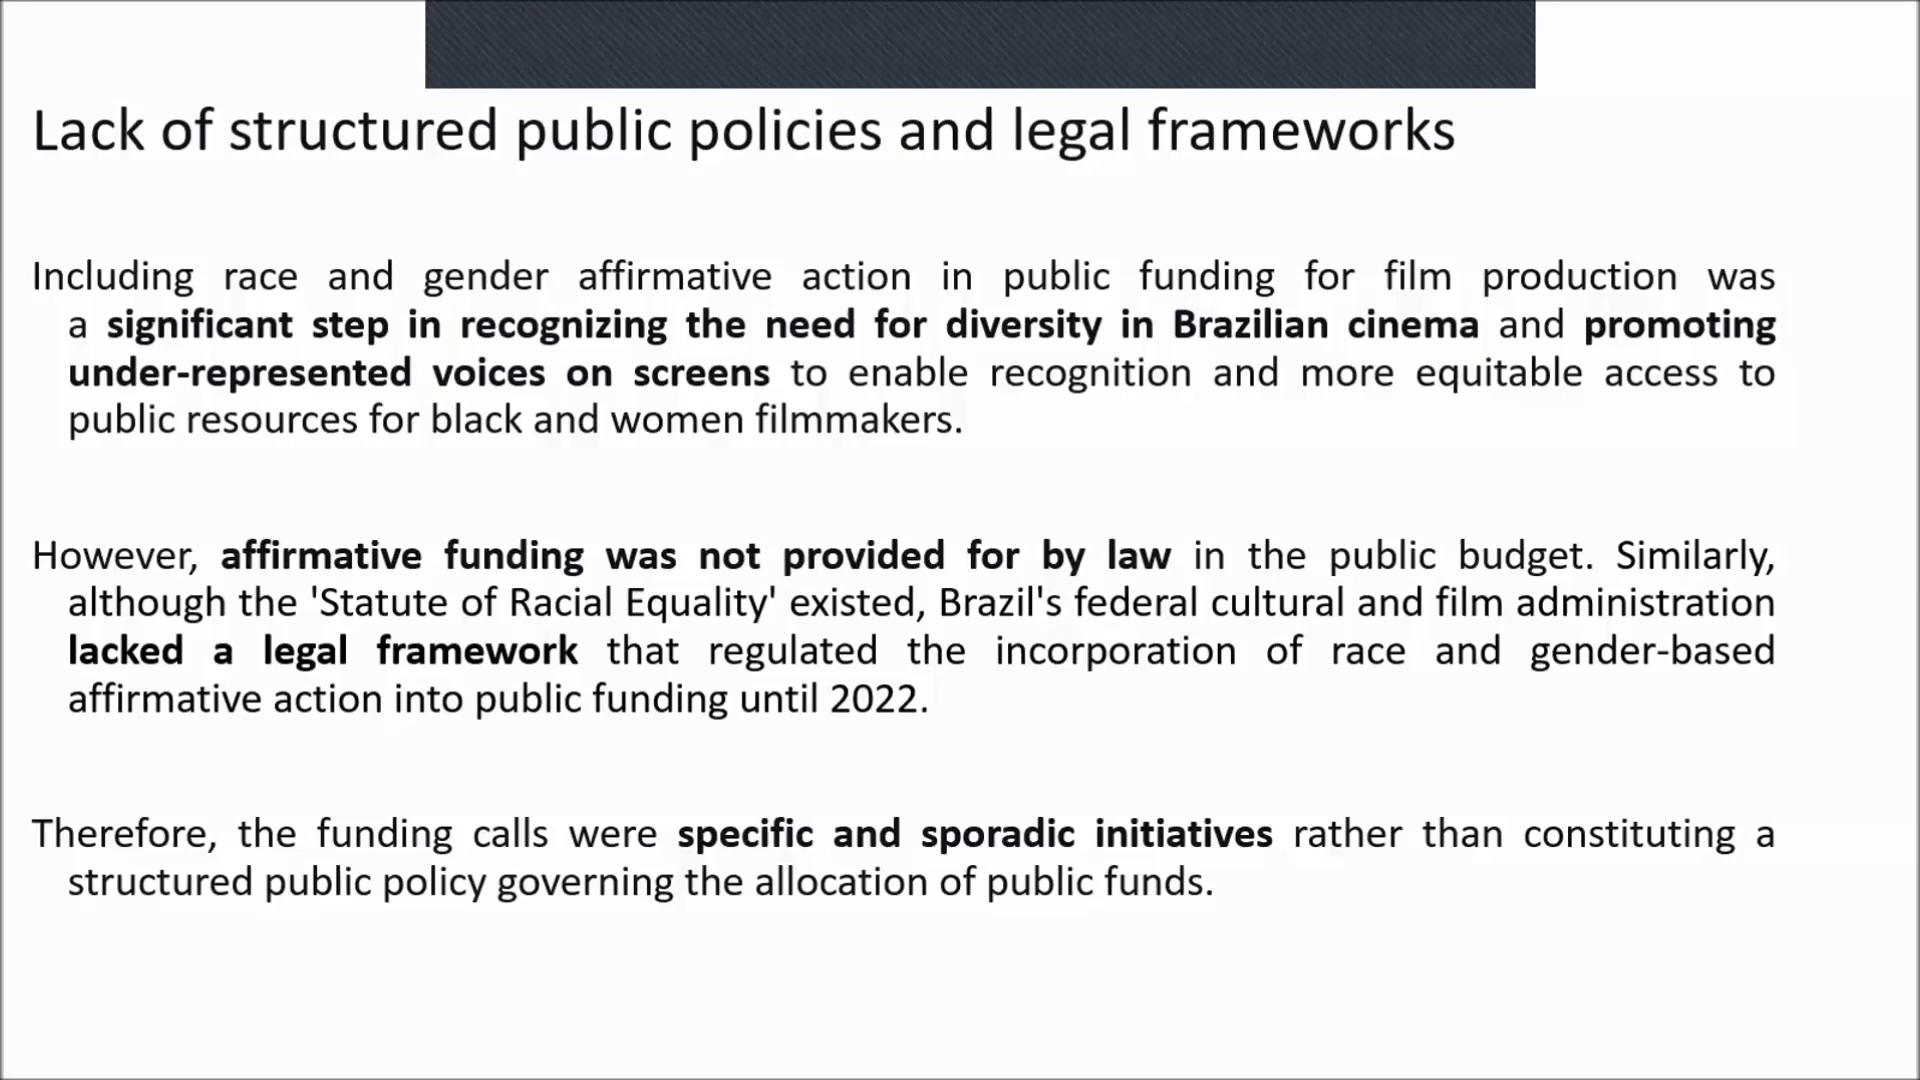 Lack of structured public policies and legal frameworks
Including race and gender affirmative action in public funding for film production was
a significant step in recognizing the need for diversity in Brazilian cinema and promoting
under-represented voices on screens to enable recognition and more equitable access to
public resources for black and women filmmakers.
However, affirmative funding was not provided for by law in the public budget. Similarly,
although the 'Statute of Racial Equality' existed, Brazil's federal cultural and film administration
lacked a legal framework that regulated the incorporation of race and gender-based
affirmative action into public funding until 2022.
Therefore, the funding calls were specific and sporadic initiatives rather than constituting a
structured public policy governing the allocation of public funds.